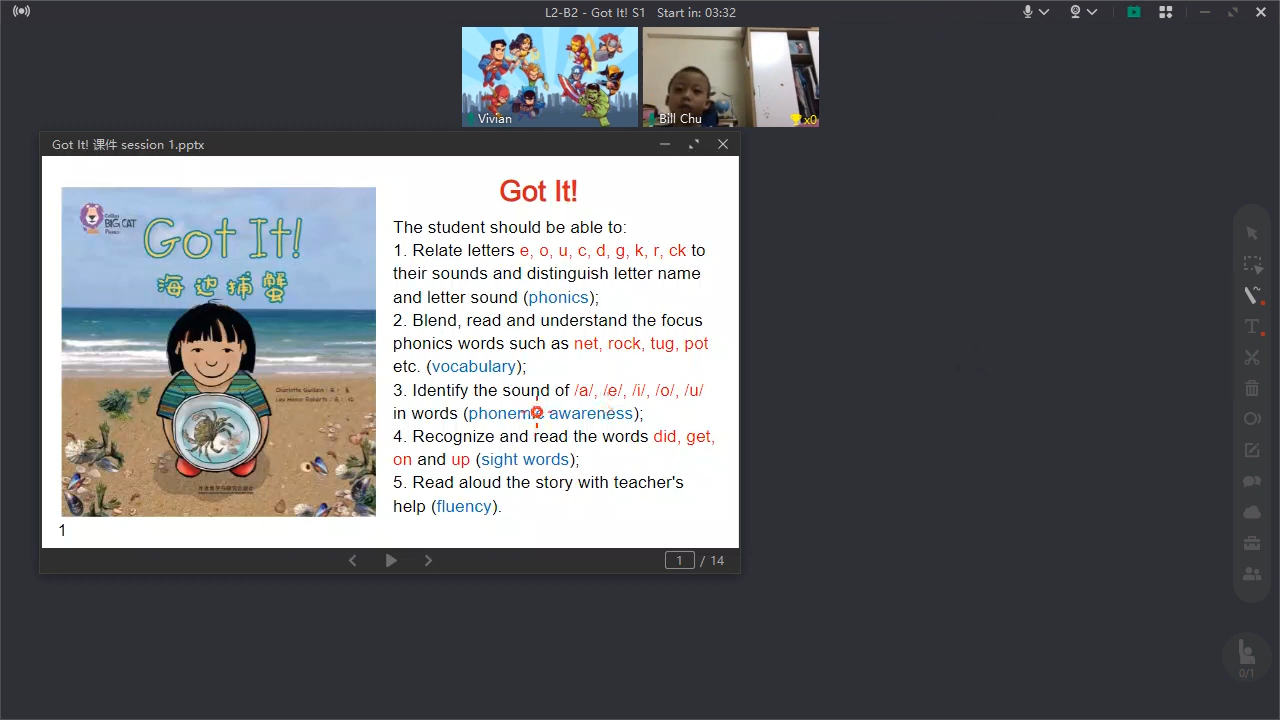 L2-B2 - Got It! S1 Start in: 03:32
Vivian
Bill Chu
x0
Got It! 课件 session 1.pptx
Collins
BIG CAT
Got It!
海边捕蟹
Got It!
The student should be able to:
1. Relate letters e, o, u, c, d, g, k, r, ck to
their sounds and distinguish letter name
and letter sound (phonics);
2. Blend, read and understand the focus
phonics words such as net, rock, tug, pot
etc. (vocabulary);
3. Identify the sound of /a/, /e/, /i/, /o/, /u/
in words (phonemic awareness);
4. Recognize and read the words did, get,
on and up (sight words);
5. Read aloud the story with teacher's
help (fluency).
1
1 / 14
T
0/1